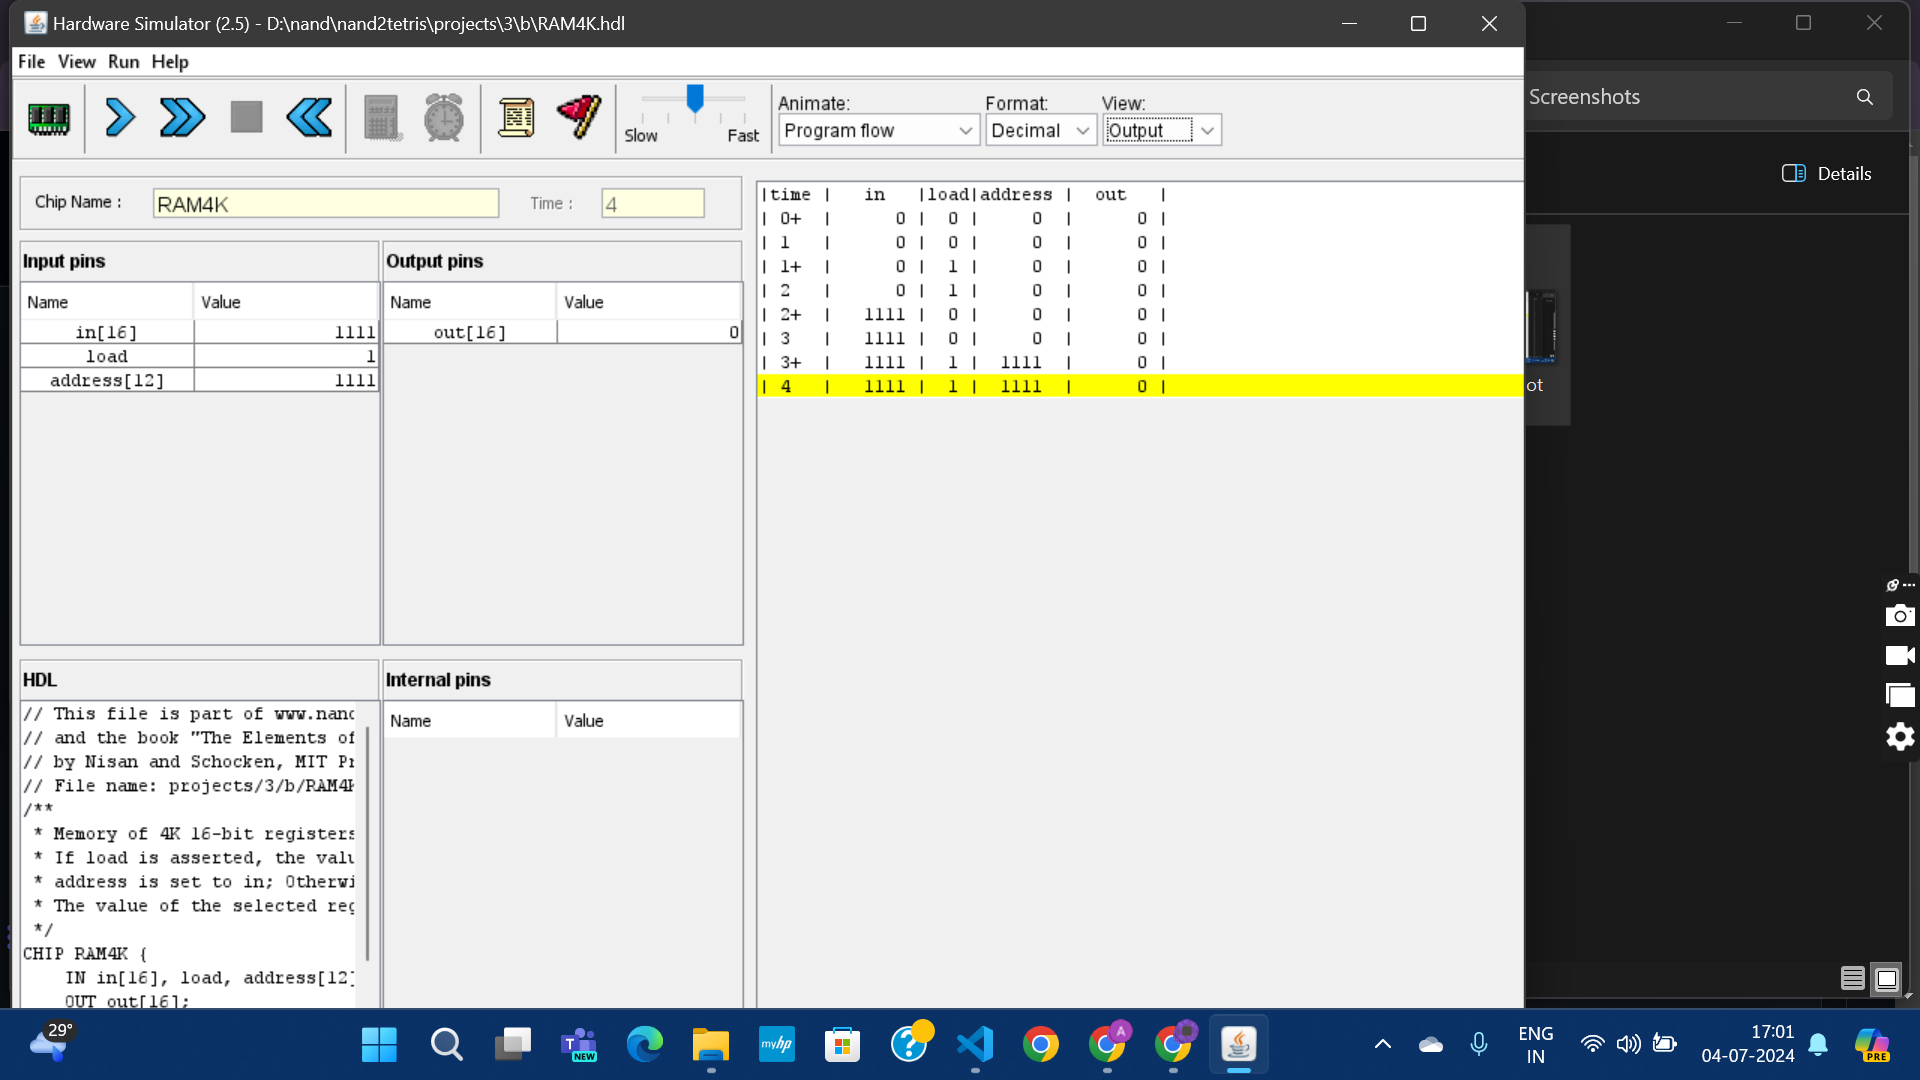 Hardware Simulator (2.5) - D:\nand\nand2tetris\projects\3\b\RAM4K.hdl
File View Run Help
Slow Fast
Animate: Format: View:
Program flow Decimal Output
Screenshots
Details
Chip Name : RAM4K Time : 4
Input pins
Name Value
in[16] 1111
load 1
address[12] 1111
Output pins
Name Value
out[16] 0
|time | in |load|address | out |
| 0+ | 0 | 0 | 0 | 0 |
| 1 | 0 | 0 | 0 | 0 |
| 1+ | 0 | 1 | 0 | 0 |
| 2 | 0 | 1 | 0 | 0 |
| 2+ | 1111 | 0 | 0 | 0 |
| 3 | 1111 | 0 | 0 | 0 |
| 3+ | 1111 | 1 | 1111 | 0 |
| 4 | 1111 | 1 | 1111 | 0 |
ot
HDL
// This file is part of www.nand
// and the book "The Elements of
// by Nisan and Schocken, MIT Pr
// File name: projects/3/b/RAM4K
/**
* Memory of 4K 16-bit registers
* If load is asserted, the valu
* address is set to in; Otherwi
* The value of the selected reg
*/
CHIP RAM4K {
IN in[16], load, address[12]
OUT out[16];
Internal pins
Name Value
29°
NEW
myhp
A
ENG
IN
17:01
04-07-2024
PRE